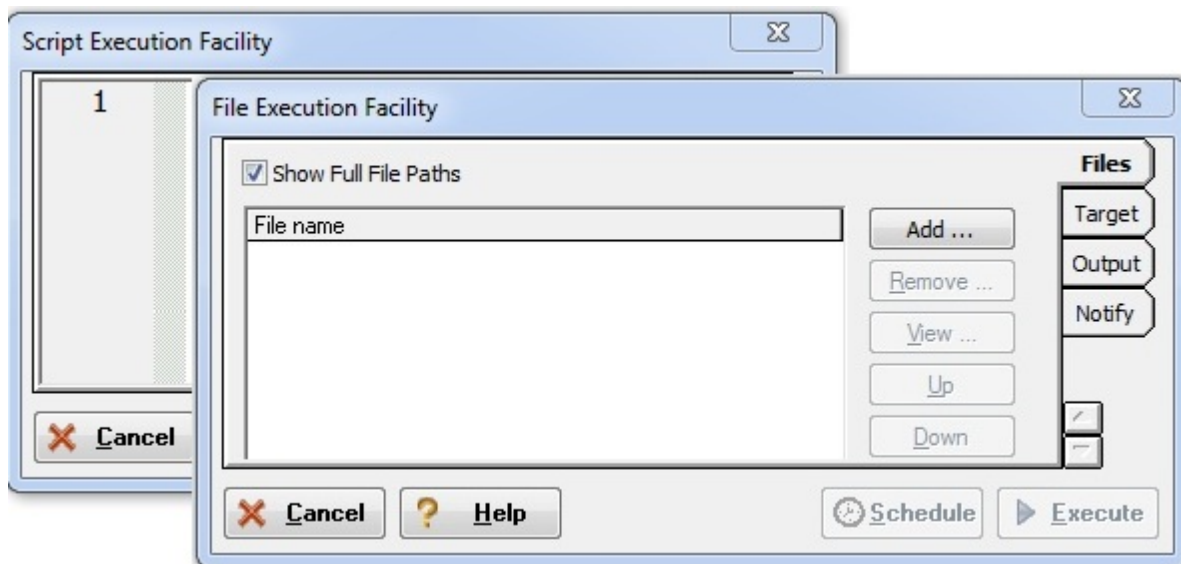 Script Execution Facility
1
Cancel
File Execution Facility
Show Full File Paths
File name
Add ...
Remove ...
View ...
Up
Down
Files
Target
Output
Notify
Cancel
Help
Schedule
Execute